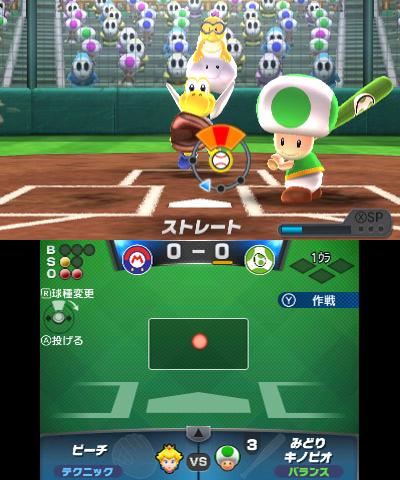 ストレート
ⓍSP
B
S
O
0 - 0
1ウラ
Ⓡ球種変更
Ⓨ 作戦
Ⓐ投げる
ピーチ
テクニック
VS
3
みどり
キノピオ
バランス